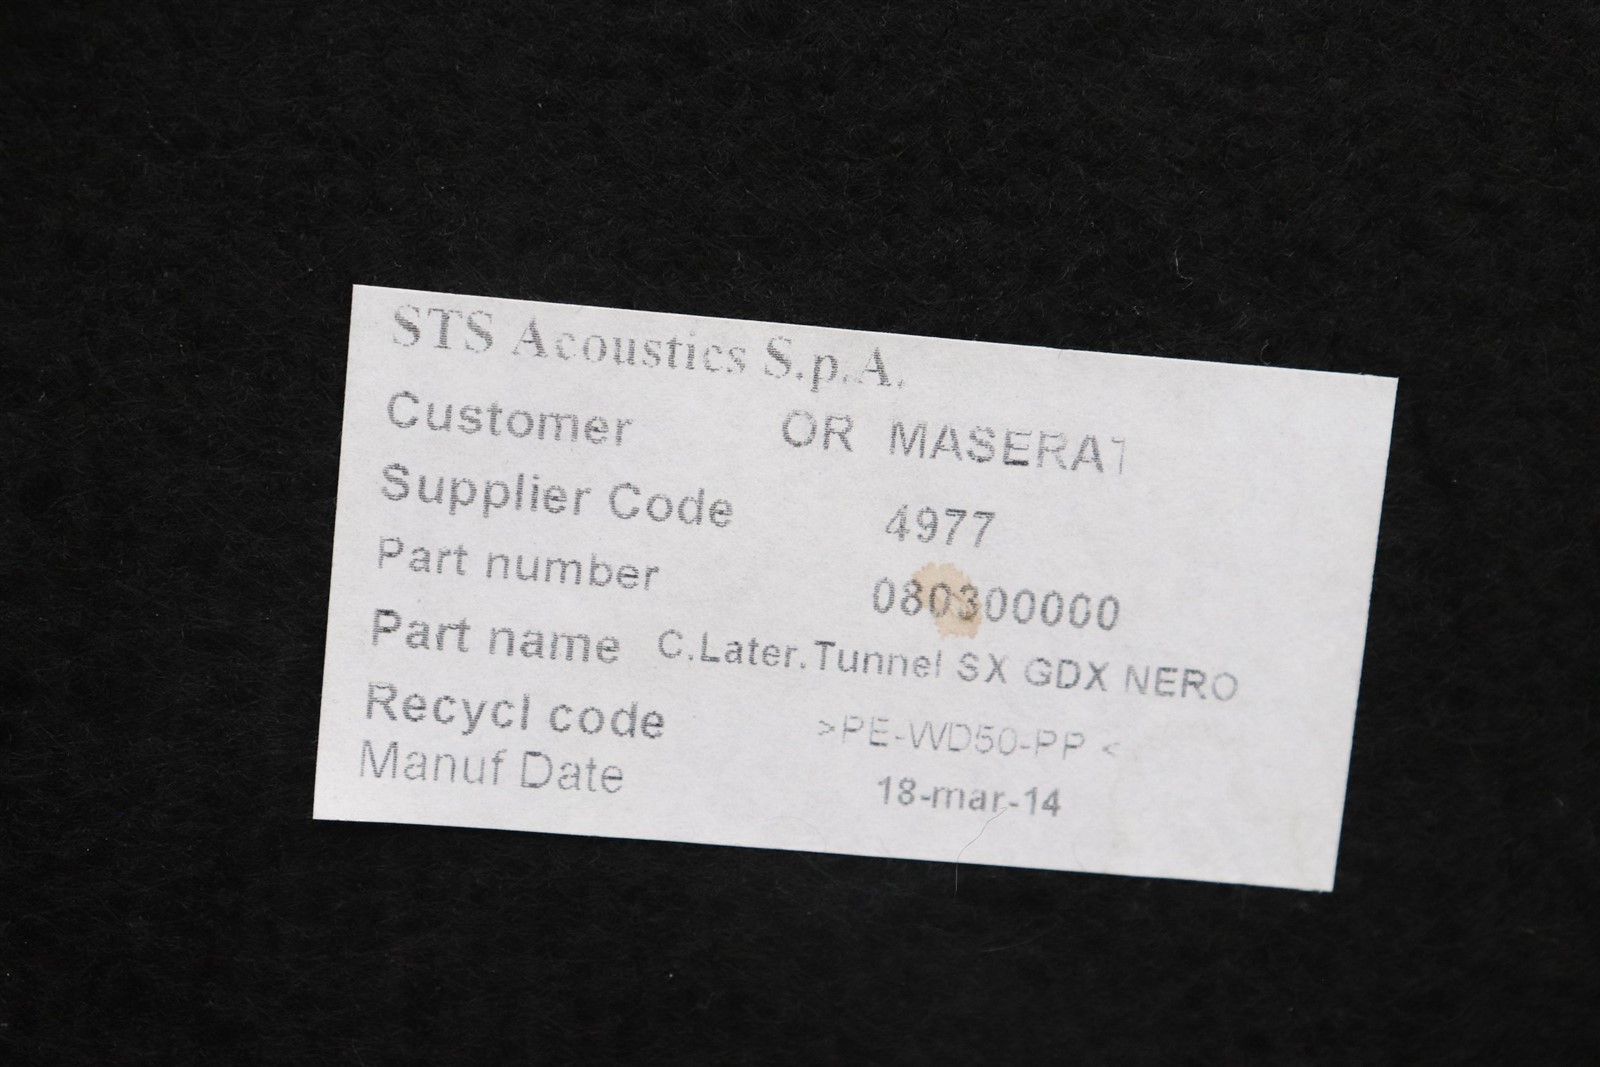 STS Acoustics S.p.A.
Customer OR MASERAT
Supplier Code 4977
Part number 080300000
Part name C.Later.Tunnel SX GDX NERO
Recycl code >PE-WD50-PP <
Manuf Date 18-mar-14